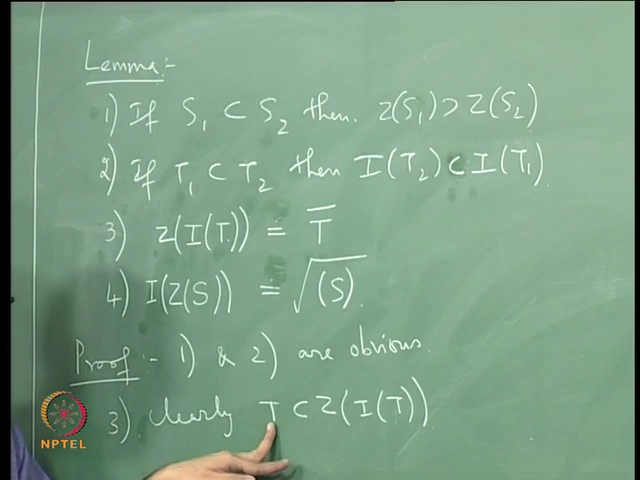 Lemma:-
1) If S₁ ⊂ S₂ then. Z(S₁) ⊃ Z(S₂)
2) If T₁ ⊂ T₂ then I(T₂) ⊂ I(T₁)
3) Z(I(T)) = T̅
4) I(Z(S)) = √(S).
Proof:- 1) & 2) are obvious.
3) Clearly T ⊂ Z(I(T))
NPTEL